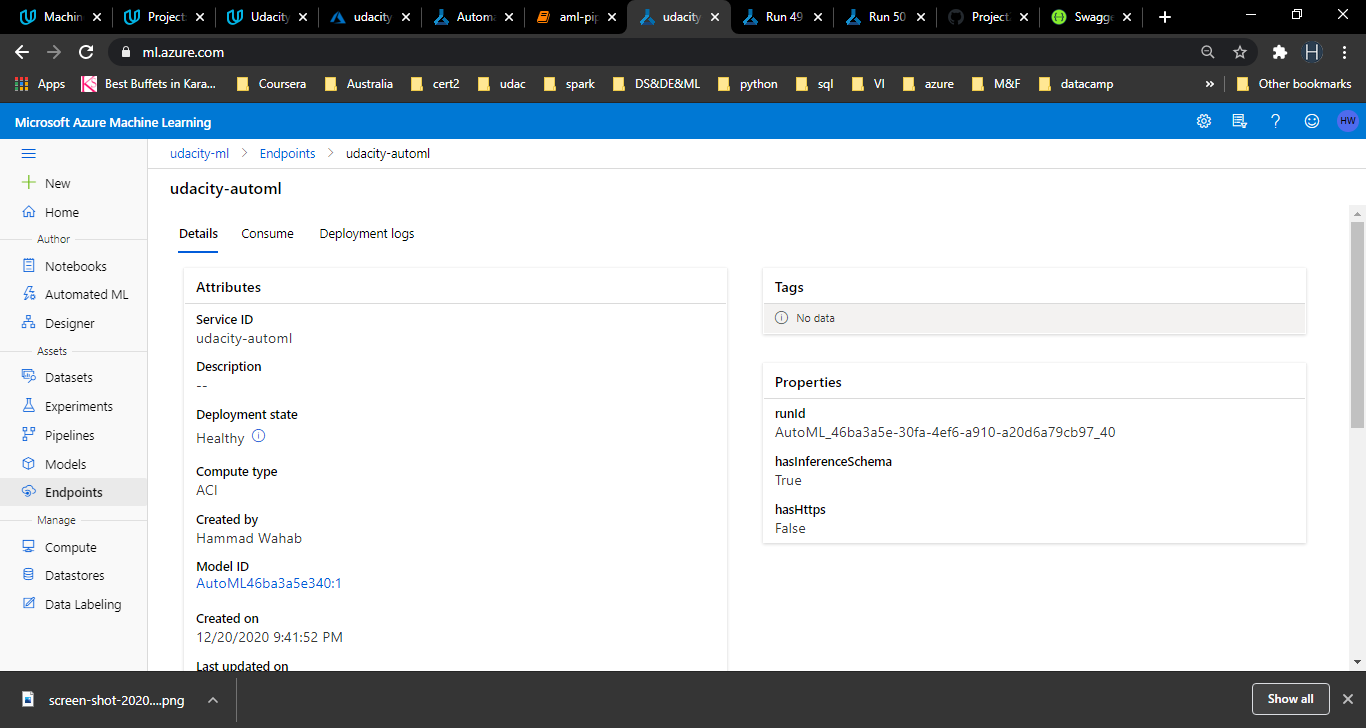 Machin Project: Udacity udacity Automa aml-pip udacity Run 49 Run 50 Project2 Swagge
ml.azure.com
Apps Best Buffets in Kara... Coursera Australia cert2 udac spark DS&DE&ML python sql VI azure M&F datacamp » Other bookmarks
Microsoft Azure Machine Learning HW
udacity-ml > Endpoints > udacity-automl
New
Home
Author
Notebooks
Automated ML
Designer
Assets
Datasets
Experiments
Pipelines
Models
Endpoints
Manage
Compute
Datastores
Data Labeling
udacity-automl
Details Consume Deployment logs
Attributes
Service ID
udacity-automl
Description
--
Deployment state
Healthy
Compute type
ACI
Created by
Hammad Wahab
Model ID
AutoML46ba3a5e340:1
Created on
12/20/2020 9:41:52 PM
Last updated on
Tags
No data
Properties
runId
AutoML_46ba3a5e-30fa-4ef6-a910-a20d6a79cb97_40
hasInferenceSchema
True
hasHttps
False
screen-shot-2020....png Show all